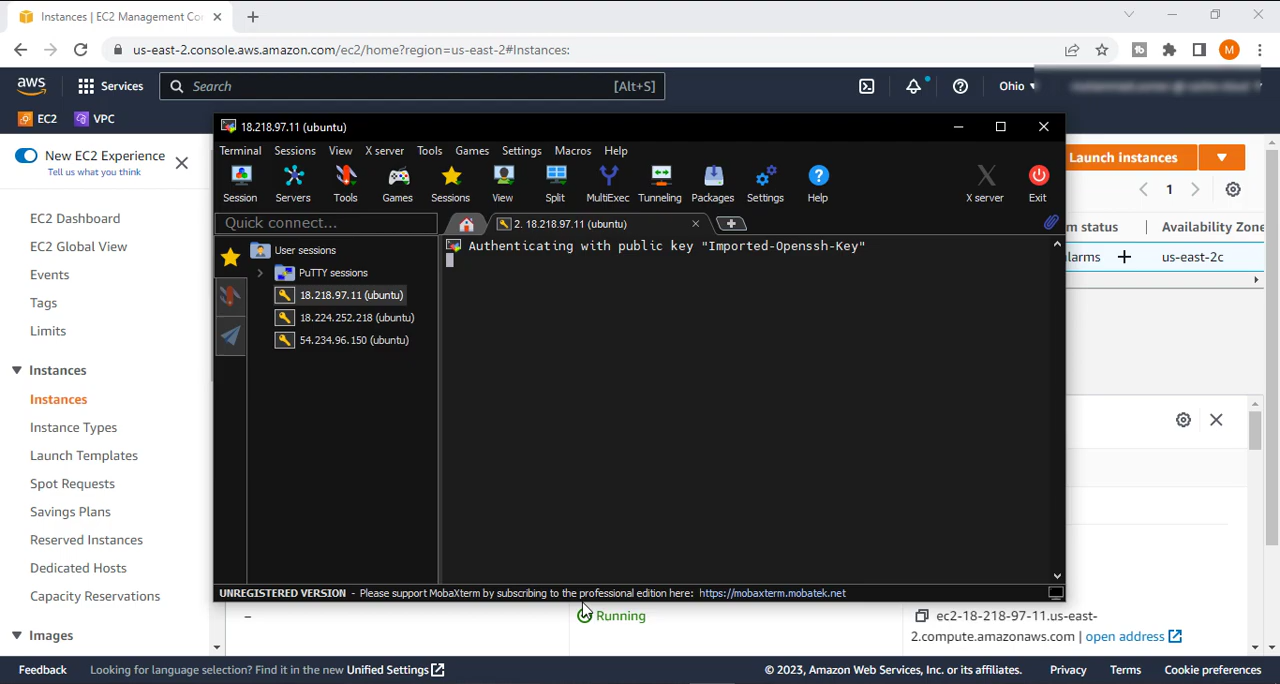 Instances | EC2 Management Co
us-east-2.console.aws.amazon.com/ec2/home?region=us-east-2#Instances:
M
aws
Services
Search
[Alt+S]
Ohio
EC2
VPC
New EC2 Experience
Tell us what you think
EC2 Dashboard
EC2 Global View
Events
Tags
Limits
Instances
Instances
Instance Types
Launch Templates
Spot Requests
Savings Plans
Reserved Instances
Dedicated Hosts
Capacity Reservations
Images
18.218.97.11 (ubuntu)
Terminal Sessions View X server Tools Games Settings Macros Help
Session Servers Tools Games Sessions View Split MultiExec Tunneling Packages Settings Help X server Exit
Quick connect...
2. 18.218.97.11 (ubuntu)
User sessions
PuTTY sessions
18.218.97.11 (ubuntu)
18.224.252.218 (ubuntu)
54.234.96.150 (ubuntu)
Authenticating with public key "Imported-Openssh-Key"
UNREGISTERED VERSION - Please support MobaXterm by subscribing to the professional edition here: https://mobaxterm.mobatek.net
Launch instances
1
m status
Availability Zone
larms
us-east-2c
–
Running
ec2-18-218-97-11.us-east-
2.compute.amazonaws.com | open address
Feedback
Looking for language selection? Find it in the new Unified Settings
© 2023, Amazon Web Services, Inc. or its affiliates.
Privacy
Terms
Cookie preferences